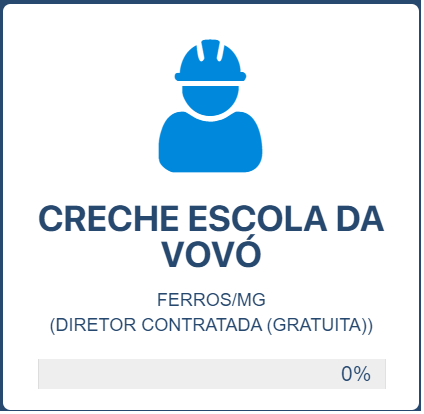 CRECHE ESCOLA DA
VOVÓ
FERROS/MG
(DIRETOR CONTRATADA (GRATUITA))
0%